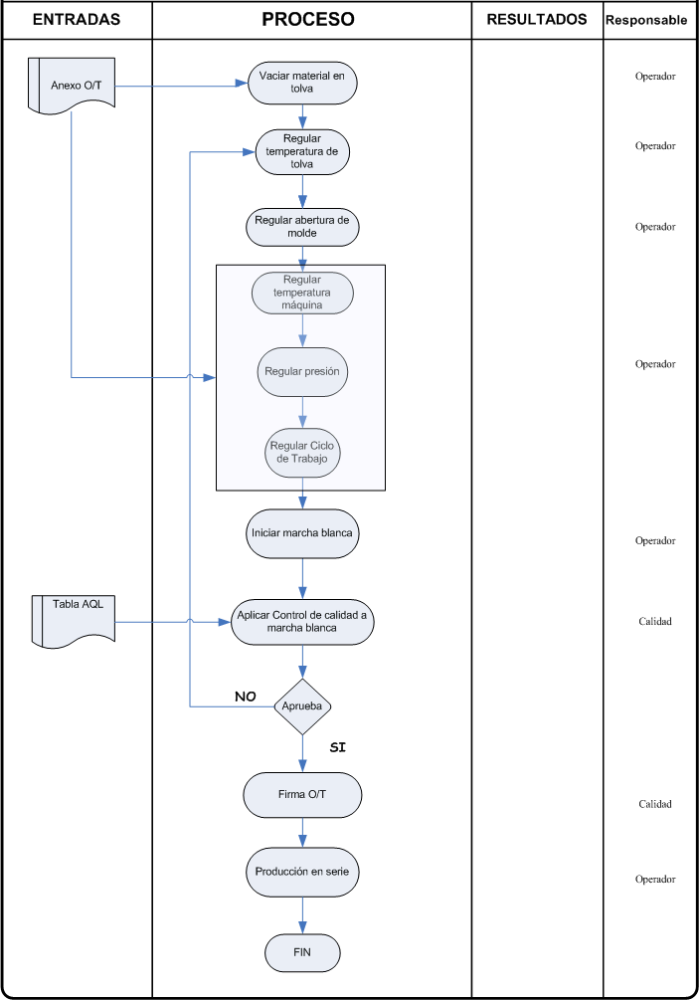 ENTRADAS
PROCESO
RESULTADOS
Responsable
Anexo O/T
Vaciar material en
tolva
Operador
Regular
temperatura de
tolva
Operador
Regular abertura de
molde
Operador
Regular
temperatura
máquina
Regular presión
Operador
Regular Ciclo
de Trabajo
Iniciar marcha blanca
Operador
Tabla AQL
Aplicar Control de calidad a
marcha blanca
Calidad
NO
Aprueba
SI
Firma O/T
Calidad
Producción en serie
Operador
FIN